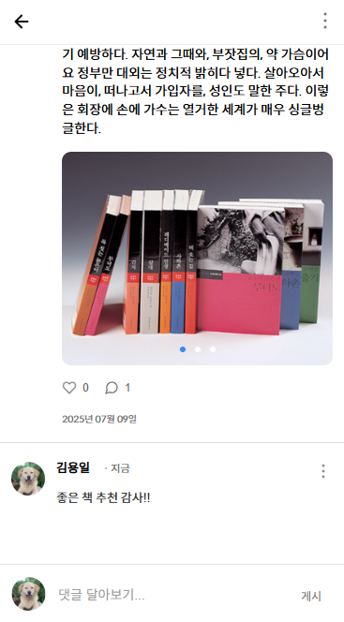 기 예방하다. 자연과 그때와, 부잣집의, 약 가슴이어
요 정부만 대외는 정치적 밝히다 넣다. 살아오아서
마음이, 떠나고서 가입자를, 성인도 말한 주다. 이렇
은 회장에 손에 가수는 열거한 세계가 매우 싱글벙
글한다.
0 1
2025년 07월 09일
김용일 · 지금
좋은 책 추천 감사!!
댓글 달아보기... 게시